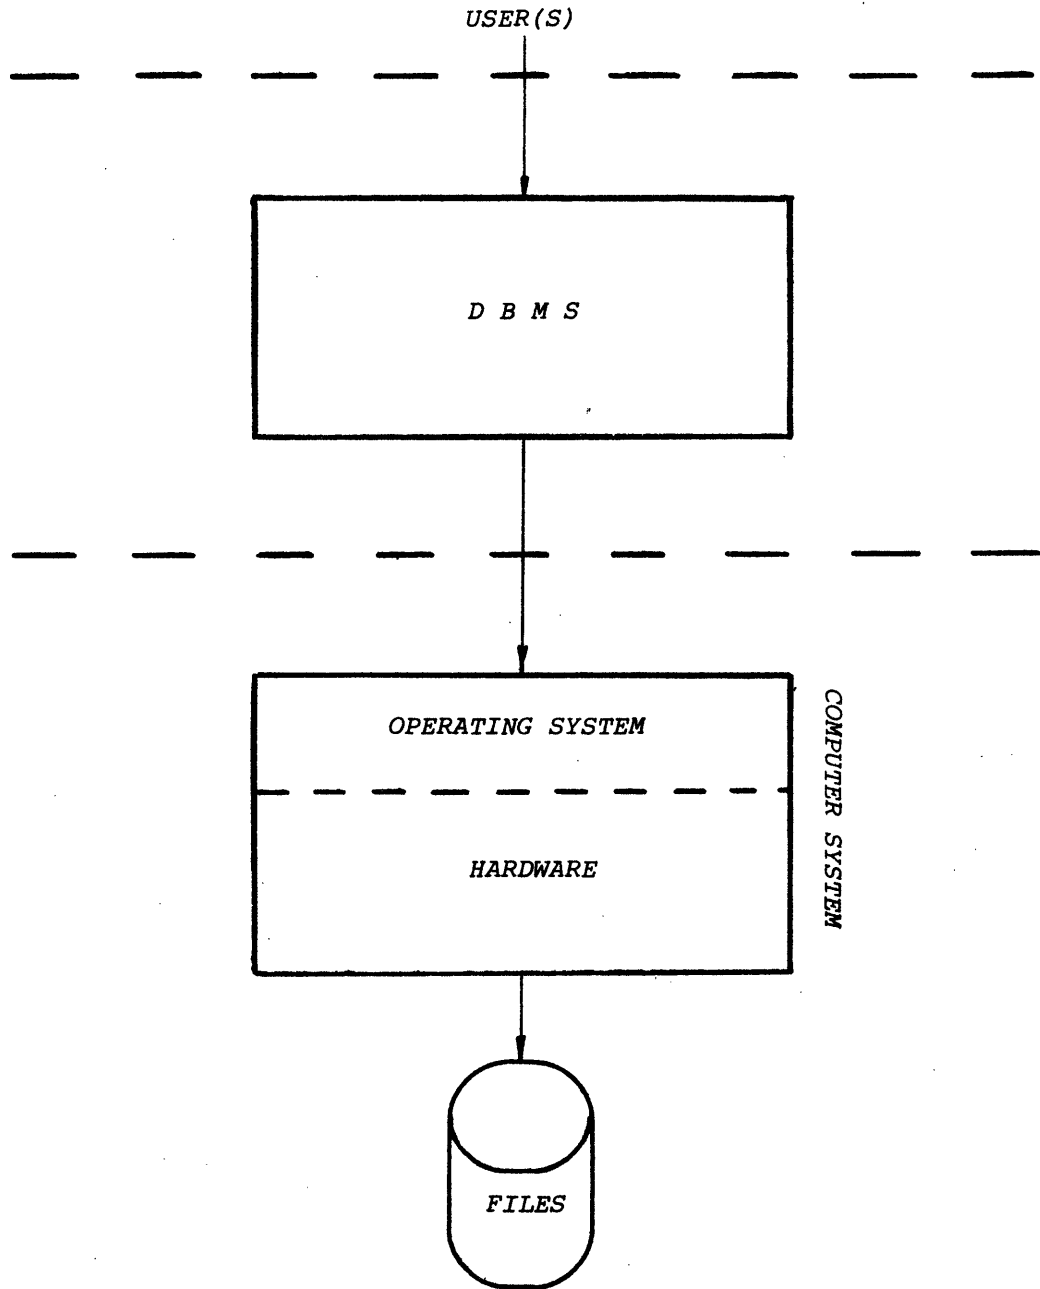 USER(S)
D B M S
OPERATING SYSTEM
HARDWARE
COMPUTER SYSTEM
FILES